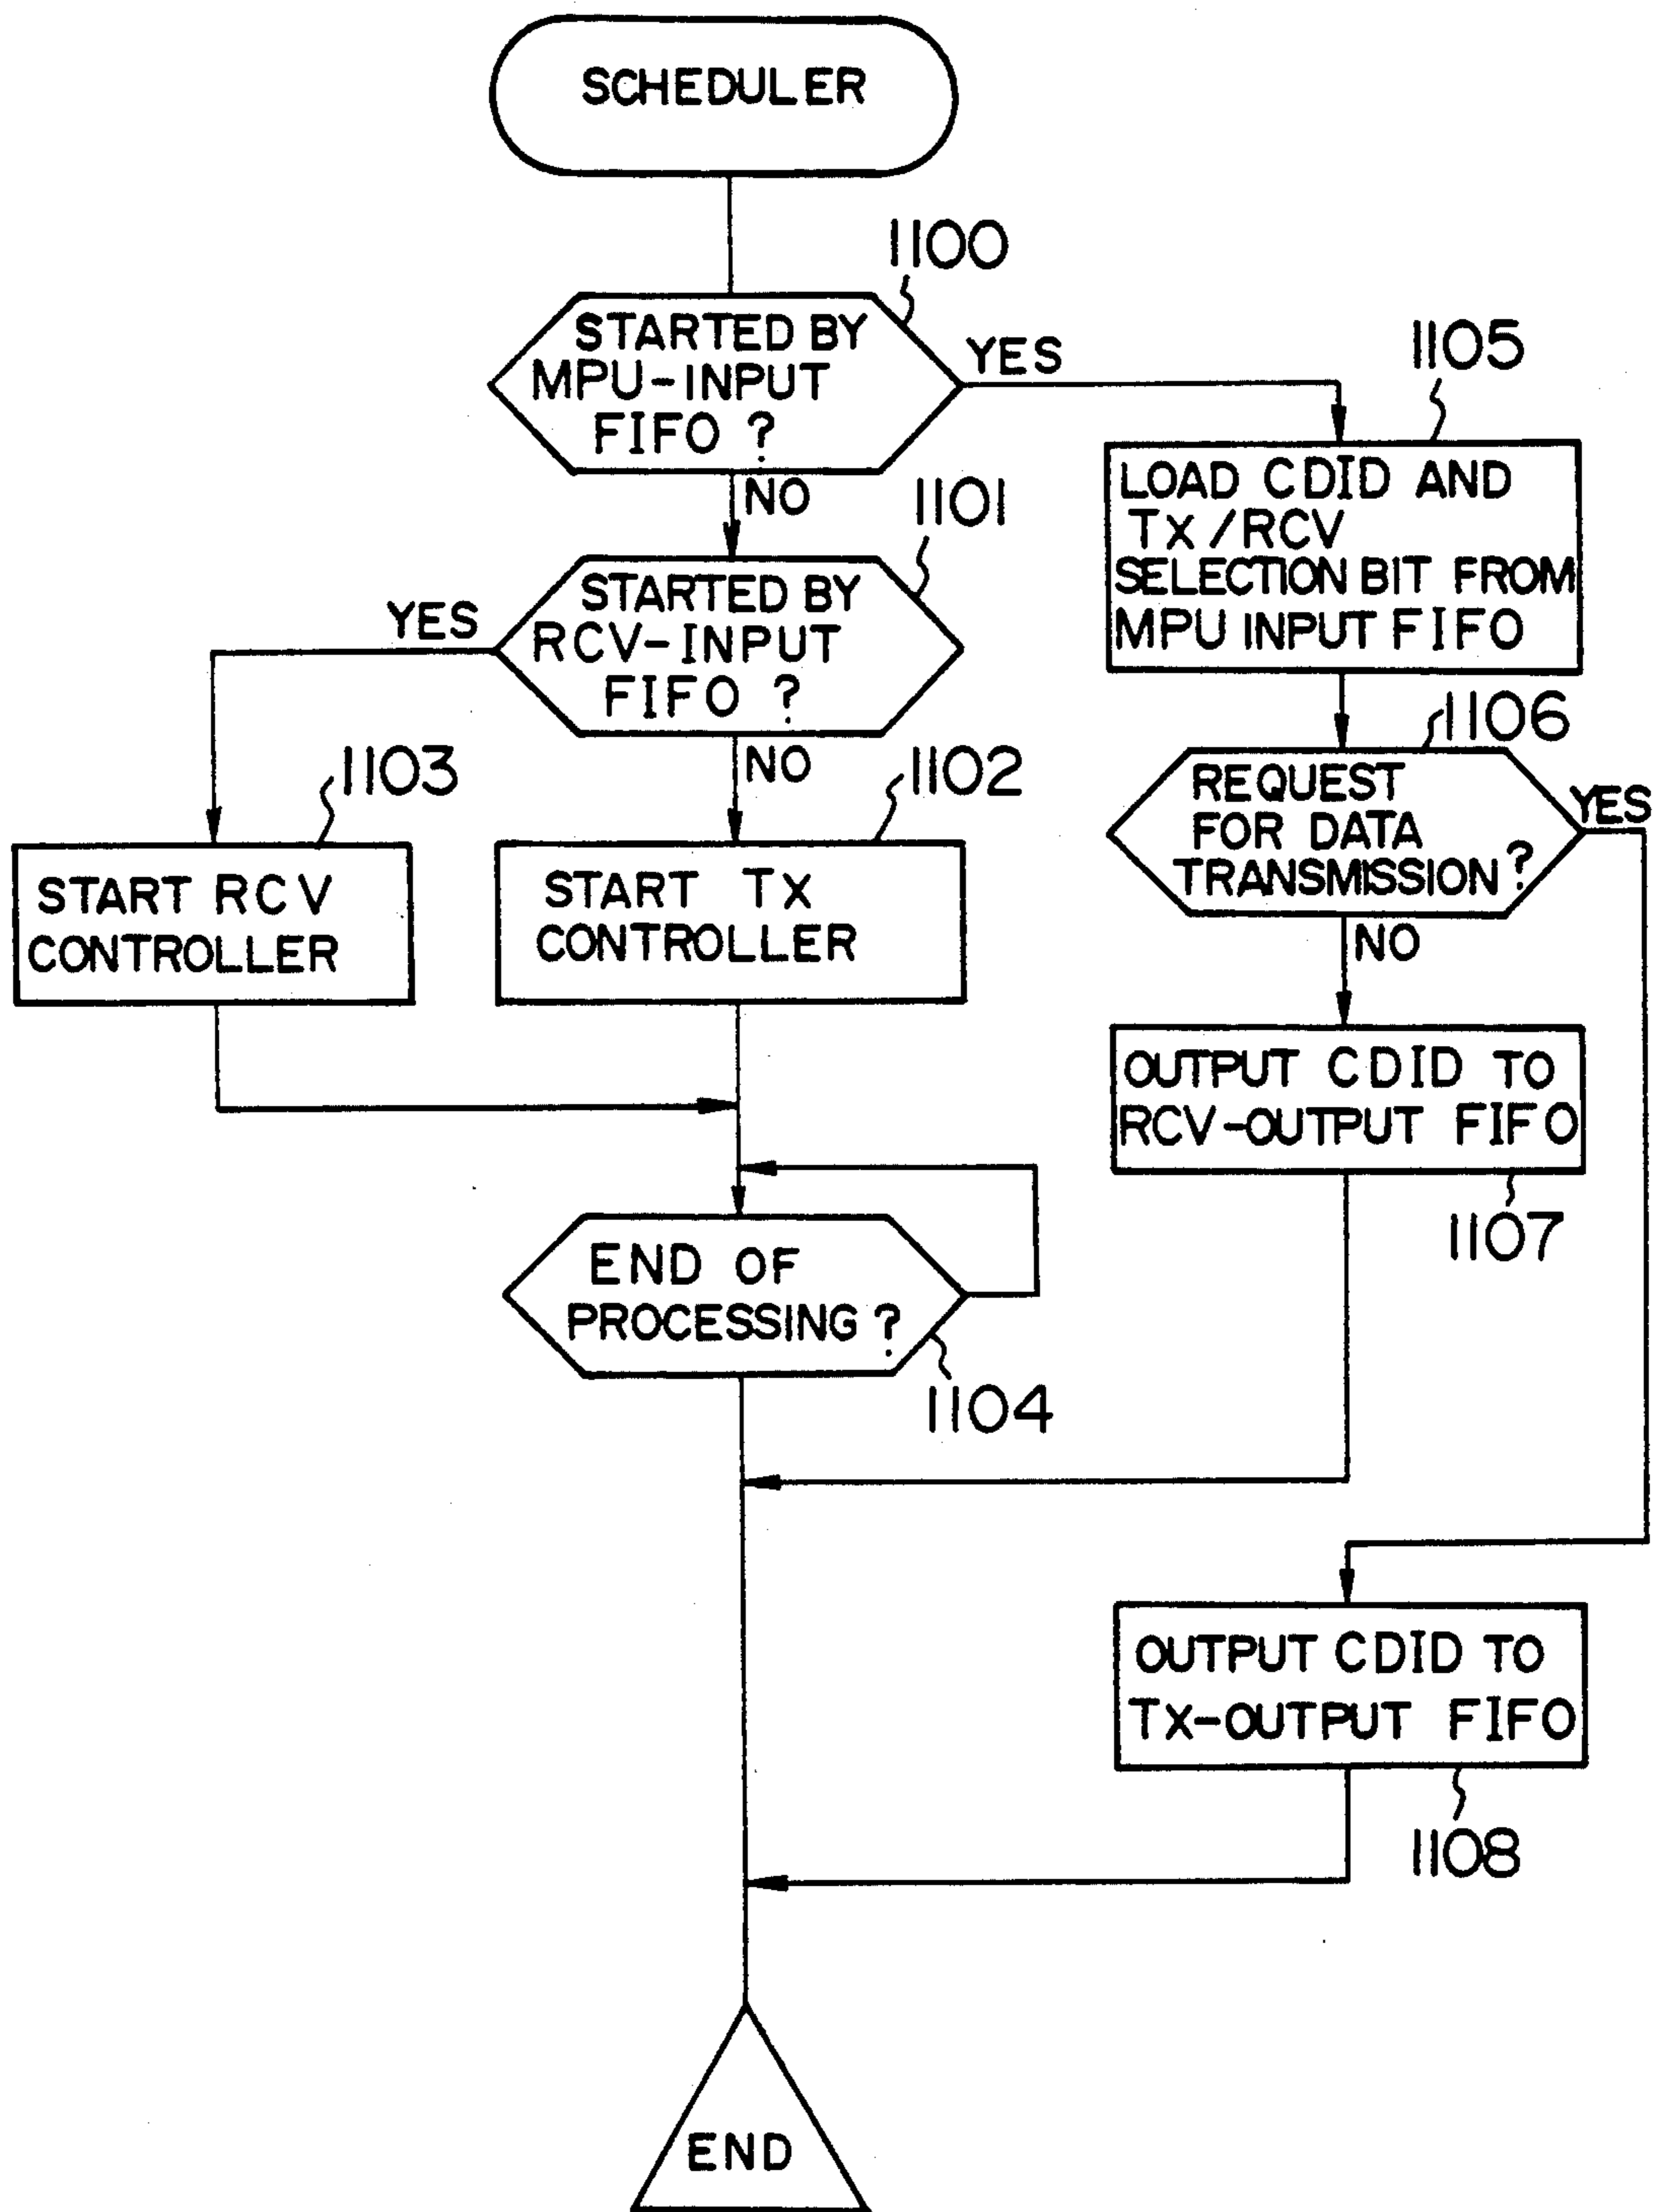 SCHEDULER
1100
STARTED BY
MPU-INPUT
FIFO ?
YES
NO
1105
LOAD CDID AND
Tx/RCV
SELECTION BIT FROM
MPU INPUT FIFO
1101
STARTED BY
RCV-INPUT
FIFO ?
YES
NO
1106
REQUEST
FOR DATA
TRANSMISSION ?
YES
NO
1103
START RCV
CONTROLLER
1102
START Tx
CONTROLLER
OUTPUT CDID TO
RCV-OUTPUT FIFO
1107
END OF
PROCESSING ?
1104
OUTPUT CDID TO
Tx-OUTPUT FIFO
1108
END